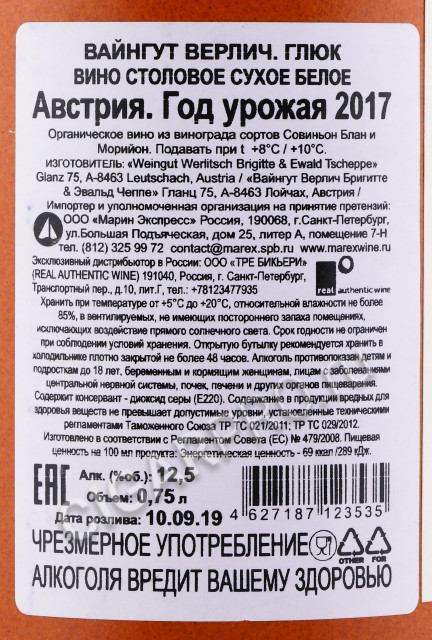 ВАЙНГУТ ВЕРЛИЧ. ГЛЮК
ВИНО СТОЛОВОЕ СУХОЕ БЕЛОЕ
Австрия. Год урожая 2017
Органическое вино из винограда сортов Совиньон Блан и
Морийон. Подавать при t +8°С / +10°С.
ИЗГОТОВИТЕЛЬ: «Weingut Werlitsch Brigitte & Ewald Tscheppe»
Glanz 75, A-8463 Leutschach, Austria / «Вайнгут Верлич Бригитте
& Эвальд Чеппе» Гланц 75, А-8463 Лойчах, Австрия /
Импортер и уполномоченная организация на принятие претензий:
ООО «Марин Экспресс» Россия, 190068, г.Санкт-Петербург,
ул.Большая Подъяческая, дом 25, литер А, помещение 7-Н
тел. (812) 325 99 72 contact@marex.spb.ru www.marexwine.ru
Эксклюзивный дистрибьютор в России: ООО «ТРЕ БИКЬЕРИ»
(REAL AUTHENTIC WINE) 191040, Россия, г. Санкт-Петербург,
Транспортный пер., д.10, лит.Г, тел.: +78123477935
real authentic wine
Хранить при температуре от +5°С до +20°С, относительной влажности не более
85%, в вентилируемых, не имеющих постороннего запаха помещениях,
исключающих воздействие прямого солнечного света. Срок годности не ограничен
при соблюдении условий хранения. Открытую бутылку рекомендуется хранить в
холодильнике плотно закрытой не более 48 часов. Алкоголь противопоказан детям и
подросткам до 18 лет, беременным и кормящим женщинам, лицам с заболеваниями
центральной нервной системы, почек, печени и других органов пищеварения.
Содержит консервант - диоксид серы (Е220). Содержание в продукции вредных для
здоровья веществ не превышает допустимые уровни, установленные техническими
регламентами Таможенного Союза ТР ТС 021/2011; ТР ТС 029/2012.
Изготовлено в соответствии с Регламентом Совета (ЕС) № 479/2008. Пищевая
ценность на 100 мл продукта: Энергетическая ценность - 69 ккал /289 кДж.
EAC
Алк. (%об.): 12,5
Объем: 0,75 л
Дата розлива: 10.09.19
4 627187 123535
ЧРЕЗМЕРНОЕ УПОТРЕБЛЕНИЕ
OTHER FOR
АЛКОГОЛЯ ВРЕДИТ ВАШЕМУ ЗДОРОВЬЮ